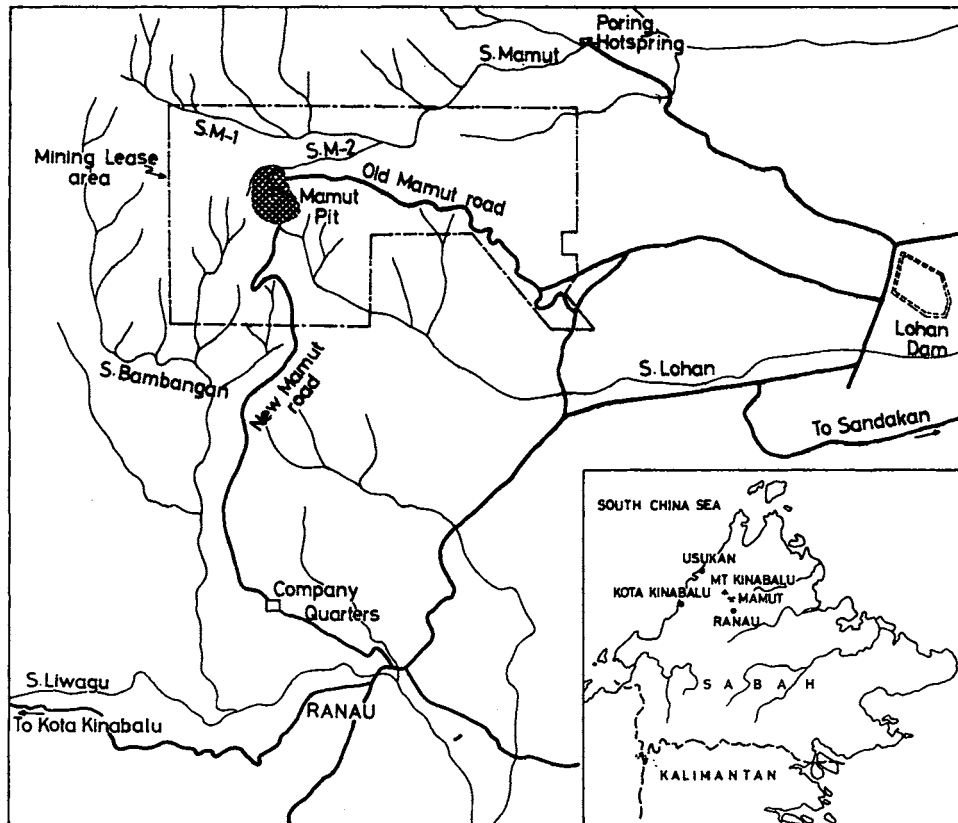 Poring
Hotspring
S. Mamut
S.M-1
S.M-2
Mining Lease
area
Old Mamut road
Mamut
Pit
Lohan
Dam
S. Bambangan
New Mamut
road
S. Lohan
To Sandakan
Company
Quarters
S. Liwagu
To Kota Kinabalu
RANAU
SOUTH CHINA SEA
USUKAN
MT KINABALU
KOTA KINABALU
MAMUT
RANAU
SABAH
KALIMANTAN